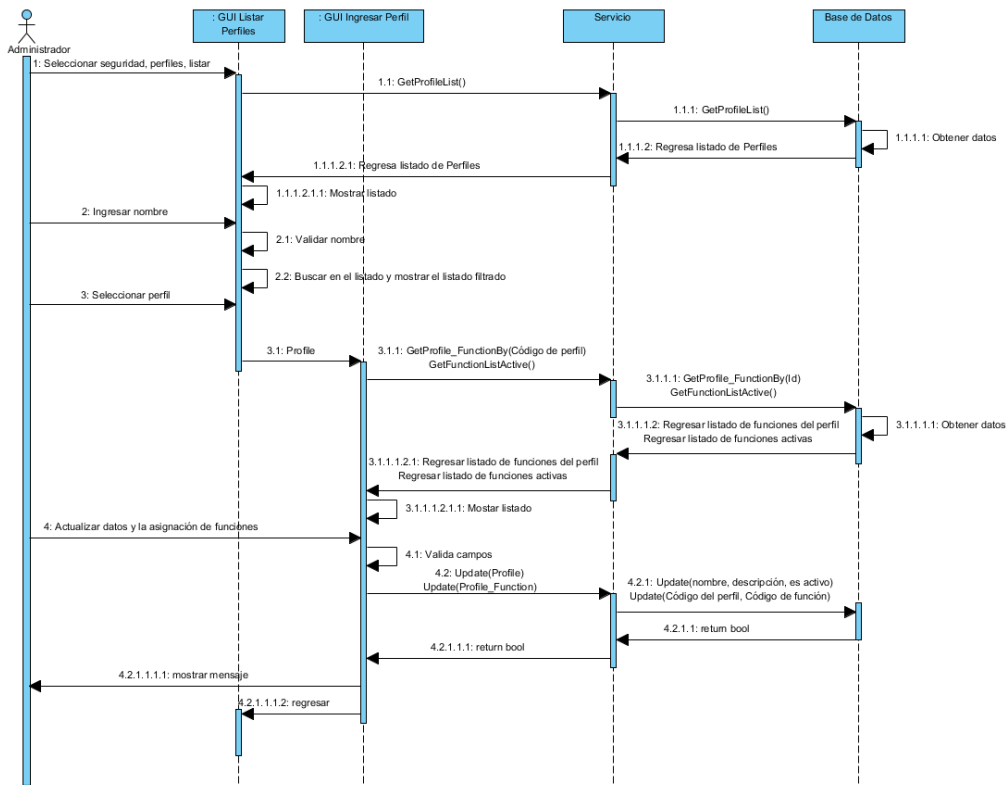 : GUI Listar
Perfiles
: GUI Ingresar Perfil
Servicio
Base de Datos
Administrador
1: Seleccionar seguridad, perfiles, listar
1.1: GetProfileList()
1.1.1: GetProfileList()
1.1.1.1: Obtener datos
1.1.1.2: Regresa listado de Perfiles
1.1.1.2.1: Regresa listado de Perfiles
1.1.1.2.1.1: Mostrar listado
2: Ingresar nombre
2.1: Validar nombre
2.2: Buscar en el listado y mostrar el listado filtrado
3: Seleccionar perfil
3.1: Profile
3.1.1: GetProfile_FunctionBy(Código de perfil)
GetFunctionListActive()
3.1.1.1: GetProfile_FunctionBy(Id)
GetFunctionListActive()
3.1.1.1.1: Obtener datos
3.1.1.1.2: Regresar listado de funciones del perfil
Regresar listado de funciones activas
3.1.1.1.2.1: Regresar listado de funciones del perfil
Regresar listado de funciones activas
3.1.1.1.2.1.1: Mostar listado
4: Actualizar datos y la asignación de funciones
4.1: Valida campos
4.2: Update(Profile)
Update(Profile_Function)
4.2.1: Update(nombre, descripción, es activo)
Update(Código del perfil, Código de función)
4.2.1.1: return bool
4.2.1.1.1: return bool
4.2.1.1.1.1: mostrar mensaje
4.2.1.1.1.2: regresar